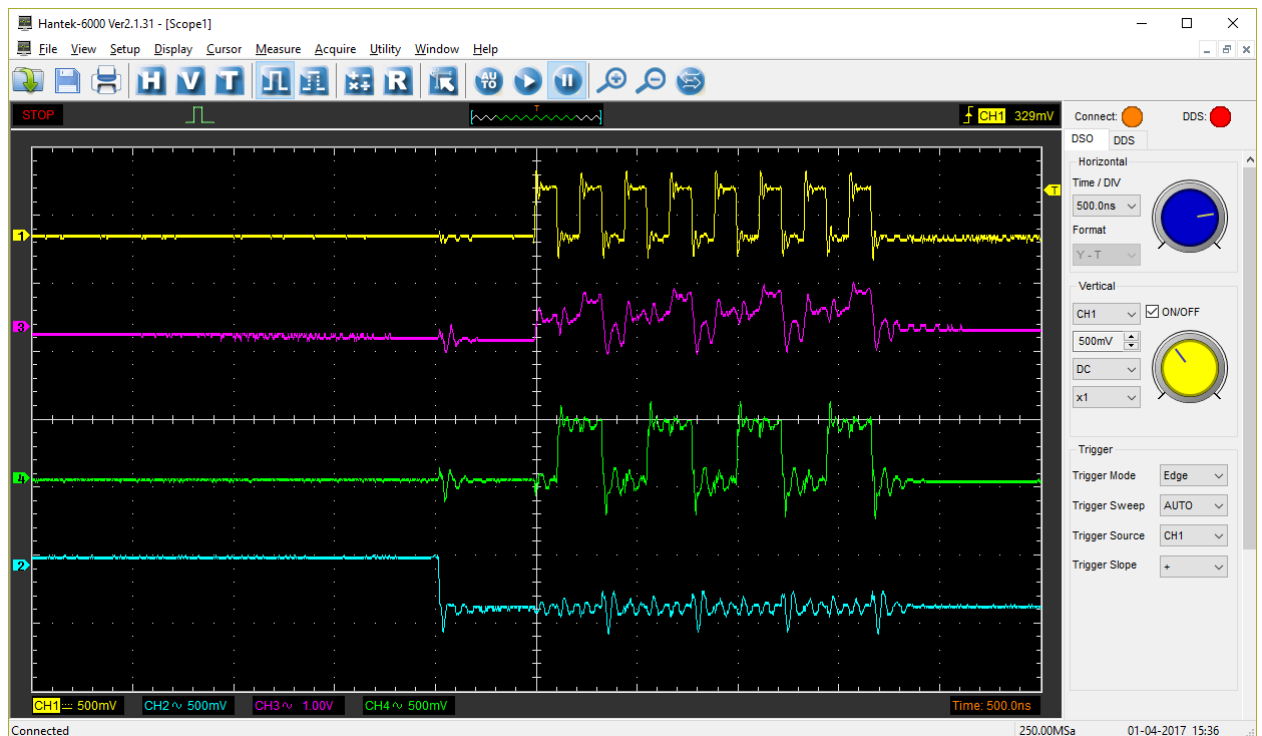 Hantek-6000 Ver2.1.31 - [Scope1]
File View Setup Display Cursor Measure Acquire Utility Window Help
H V T R AU TO
STOP T CH1 329mV
Connect: DDS:
DSO DDS
Horizontal
Time / DIV
500.0ns
Format
Y - T
Vertical
CH1 ON/OFF
500mV
DC
x1
Trigger
Trigger Mode Edge
Trigger Sweep AUTO
Trigger Source CH1
Trigger Slope +
T
1
3
4
2
CH1 500mV CH2 500mV CH3 1.00V CH4 500mV Time: 500.0ns
Connected 250.00MSa 01-04-2017 15:36